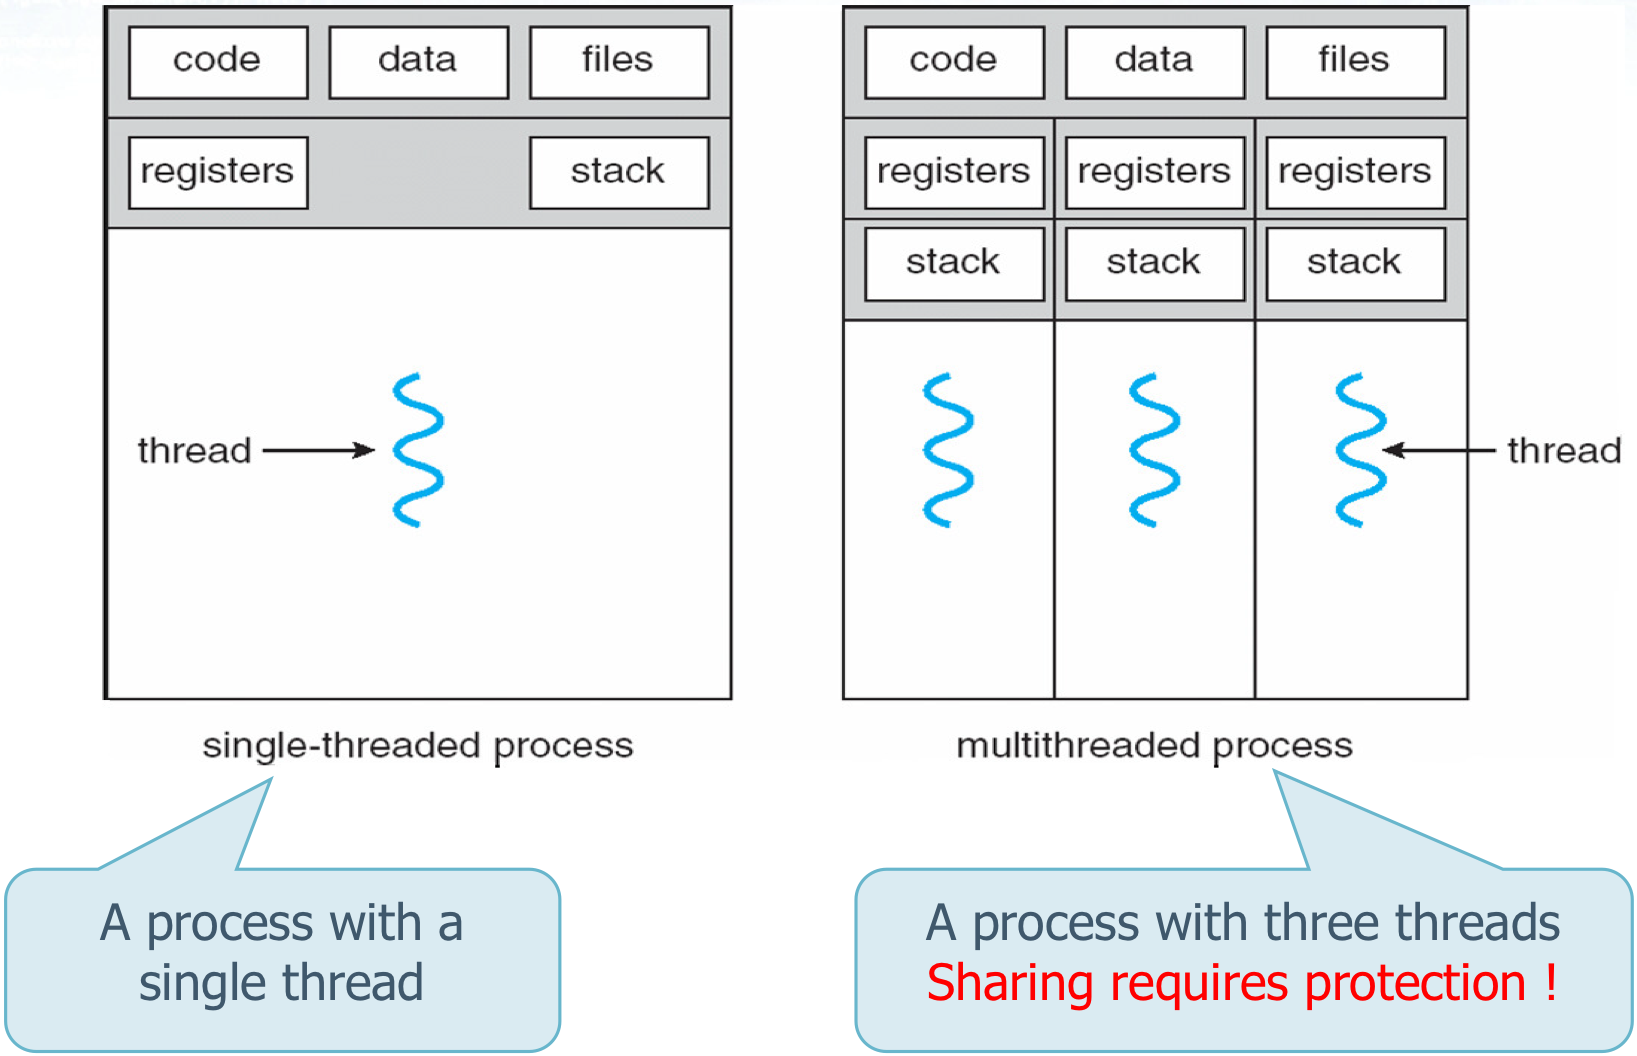 code data files
registers stack
thread
single-threaded process
A process with a
single thread
code data files
registers registers registers
stack stack stack
thread
multithreaded process
A process with three threads
Sharing requires protection !